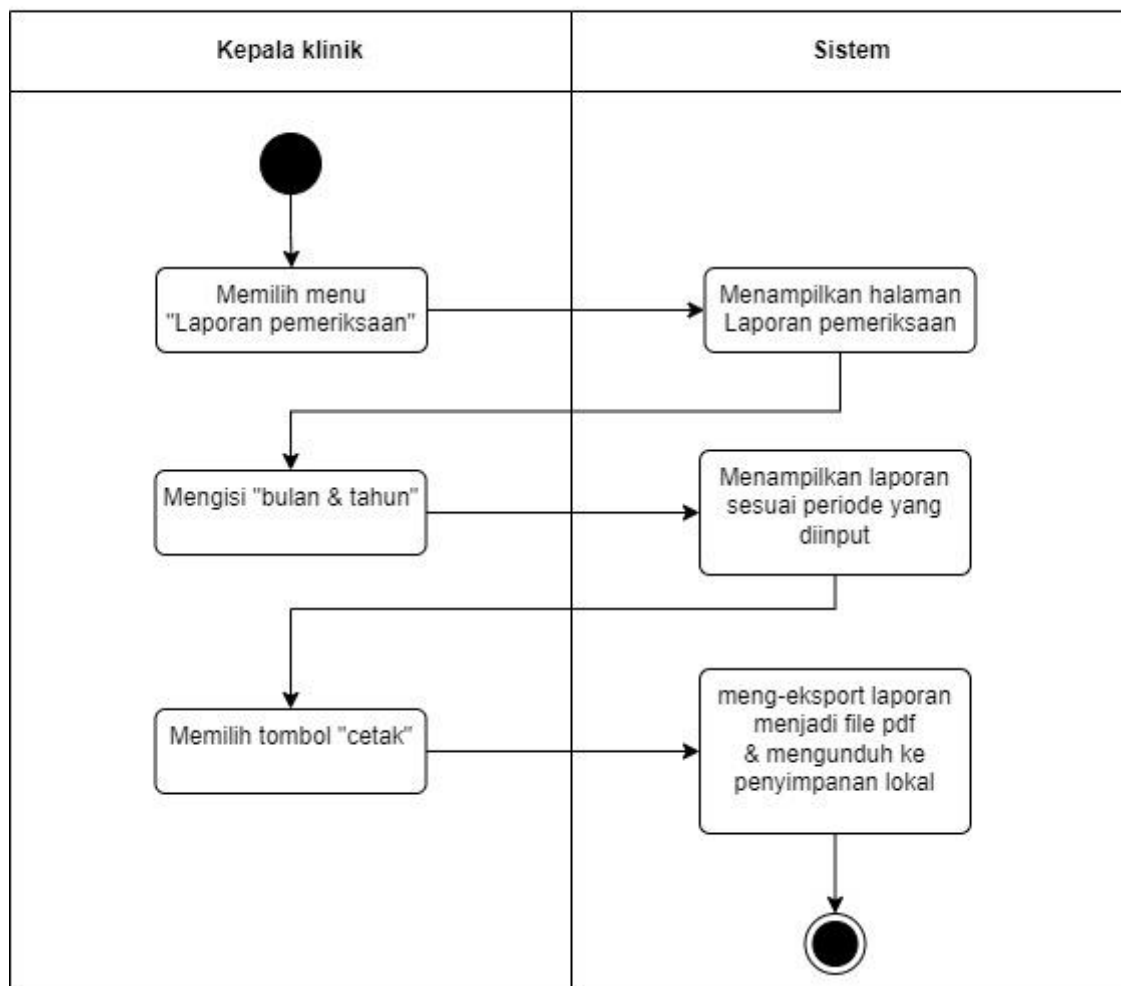 Kepala klinik
Sistem
Memilih menu
"Laporan pemeriksaan"
Menampilkan halaman
Laporan pemeriksaan
Mengisi "bulan & tahun"
Menampilkan laporan
sesuai periode yang
diinput
Memilih tombol "cetak"
meng-eksport laporan
menjadi file pdf
& mengunduh ke
penyimpanan lokal